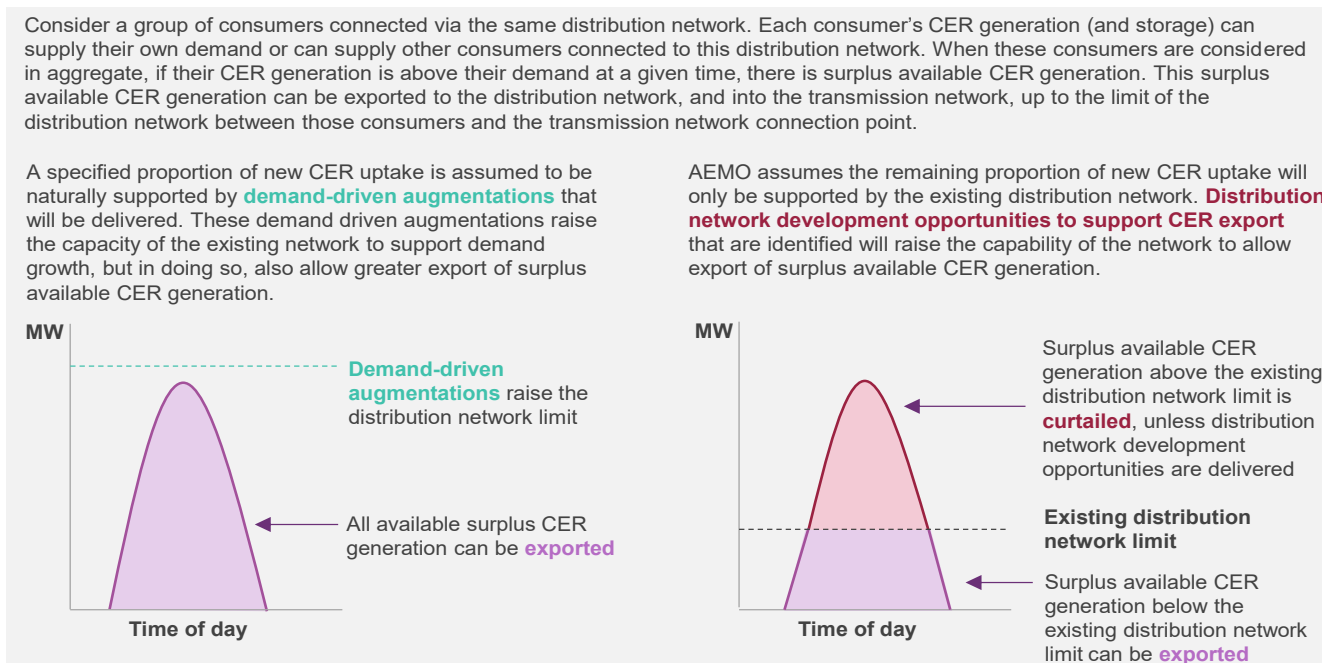 Consider a group of consumers connected via the same distribution network. Each consumer's CER generation (and storage) can
supply their own demand or can supply other consumers connected to this distribution network. When these consumers are considered
in aggregate, if their CER generation is above their demand at a given time, there is surplus available CER generation. This surplus
available CER generation can be exported to the distribution network, and into the transmission network, up to the limit of the
distribution network between those consumers and the transmission network connection point.
A specified proportion of new CER uptake is assumed to be
naturally supported by demand-driven augmentations that
will be delivered. These demand driven augmentations raise
the capacity of the existing network to support demand
growth, but in doing so, also allow greater export of surplus
available CER generation.
MW
Demand-driven
augmentations raise the
distribution network limit
All available surplus CER
generation can be exported
Time of day
AEMO assumes the remaining proportion of new CER uptake will
only be supported by the existing distribution network. Distribution
network development opportunities to support CER export
that are identified will raise the capability of the network to allow
export of surplus available CER generation.
MW
Surplus available CER
generation above the existing
distribution network limit is
curtailed, unless distribution
network development
opportunities are delivered
Existing distribution
network limit
Surplus available CER
generation below the
existing distribution network
limit can be exported
Time of day